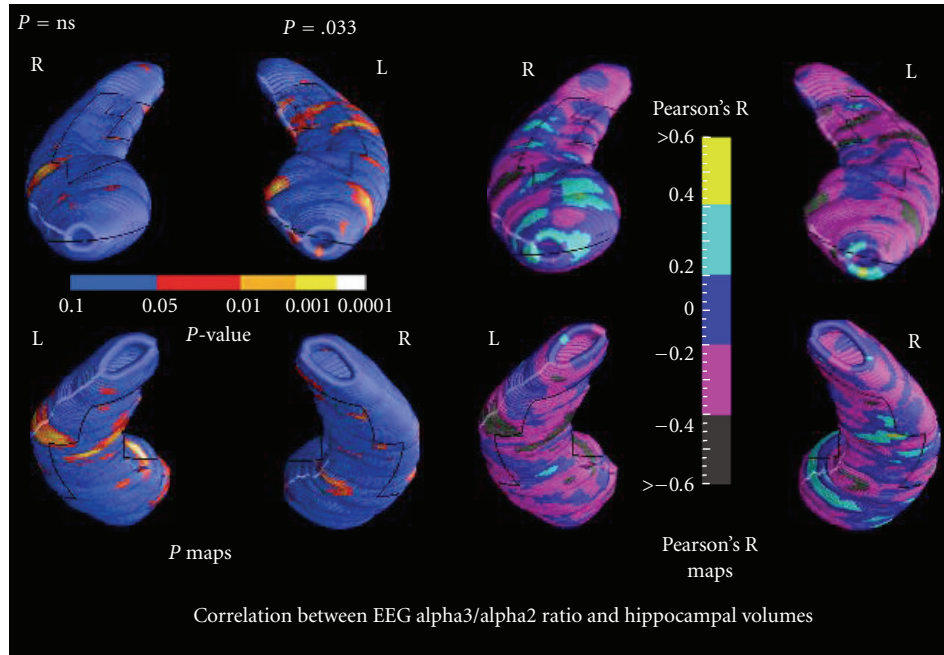 P = ns
P = .033
R
L
R
L
Pearson's R
>0.6
0.4
0.2
0
−0.2
−0.4
>−0.6
0.1
0.05
0.01
0.001
0.0001
P-value
L
R
L
R
P maps
Pearson's R
maps
Correlation between EEG alpha3/alpha2 ratio and hippocampal volumes